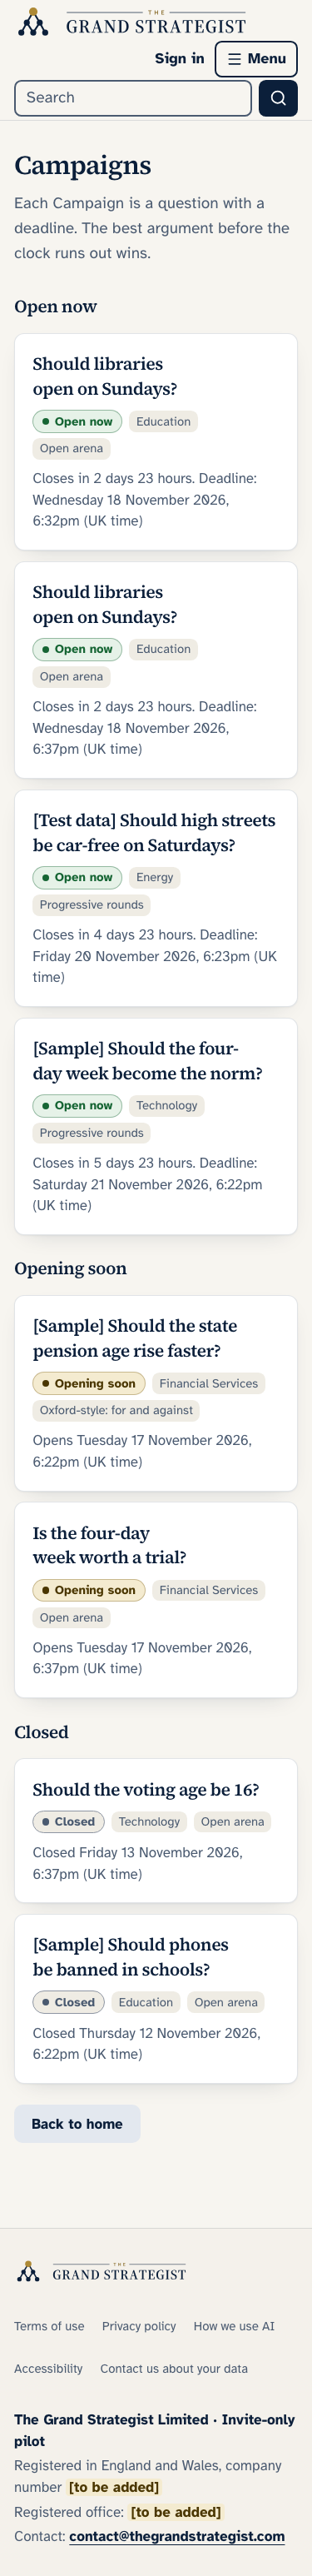 THE
GRAND STRATEGIST
Sign in
Menu
Search
Campaigns
Each Campaign is a question with a
deadline. The best argument before the
clock runs out wins.
Open now
Should libraries
open on Sundays?
Open now Education
Open arena
Closes in 2 days 23 hours. Deadline:
Wednesday 18 November 2026,
6:32pm (UK time)
Should libraries
open on Sundays?
Open now Education
Open arena
Closes in 2 days 23 hours. Deadline:
Wednesday 18 November 2026,
6:37pm (UK time)
[Test data] Should high streets
be car-free on Saturdays?
Open now Energy
Progressive rounds
Closes in 4 days 23 hours. Deadline:
Friday 20 November 2026, 6:23pm (UK
time)
[Sample] Should the four-
day week become the norm?
Open now Technology
Progressive rounds
Closes in 5 days 23 hours. Deadline:
Saturday 21 November 2026, 6:22pm
(UK time)
Opening soon
[Sample] Should the state
pension age rise faster?
Opening soon Financial Services
Oxford-style: for and against
Opens Tuesday 17 November 2026,
6:22pm (UK time)
Is the four-day
week worth a trial?
Opening soon Financial Services
Open arena
Opens Tuesday 17 November 2026,
6:37pm (UK time)
Closed
Should the voting age be 16?
Closed Technology Open arena
Closed Friday 13 November 2026,
6:37pm (UK time)
[Sample] Should phones
be banned in schools?
Closed Education Open arena
Closed Thursday 12 November 2026,
6:22pm (UK time)
Back to home
THE
GRAND STRATEGIST
Terms of use Privacy policy How we use AI
Accessibility Contact us about your data
The Grand Strategist Limited · Invite-only
pilot
Registered in England and Wales, company
number [to be added]
Registered office: [to be added]
Contact: contact@thegrandstrategist.com